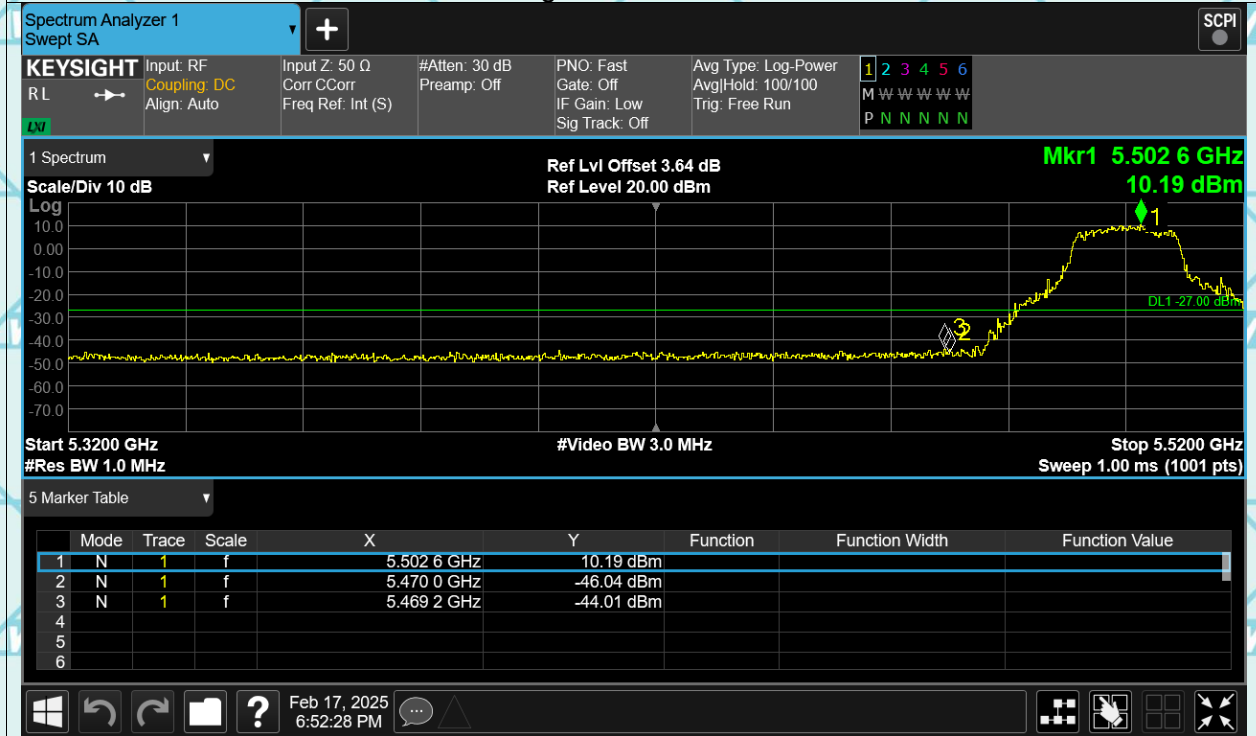 Spectrum Analyzer 1
Swept SA
SCPI
KEYSIGHT
R L
LXI
Input: RF
Coupling: DC
Align: Auto
Input Z: 50 Ω
Corr CCorr
Freq Ref: Int (S)
#Atten: 30 dB
Preamp: Off
PNO: Fast
Gate: Off
IF Gain: Low
Sig Track: Off
Avg Type: Log-Power
Avg|Hold: 100/100
Trig: Free Run
1 2 3 4 5 6
M W W W W W
P N N N N N
1 Spectrum
Scale/Div 10 dB
Ref Lvl Offset 3.64 dB
Ref Level 20.00 dBm
Mkr1 5.502 6 GHz
10.19 dBm
Log
10.0
0.00
-10.0
-20.0
-30.0
-40.0
-50.0
-60.0
-70.0
1
DL1 -27.00 dBm
3
2
Start 5.3200 GHz
#Video BW 3.0 MHz
Stop 5.5200 GHz
#Res BW 1.0 MHz
Sweep 1.00 ms (1001 pts)
5 Marker Table
Mode Trace Scale X Y Function Function Width Function Value
1 N 1 f 5.502 6 GHz 10.19 dBm
2 N 1 f 5.470 0 GHz -46.04 dBm
3 N 1 f 5.469 2 GHz -44.01 dBm
4
5
6
?
Feb 17, 2025
6:52:28 PM